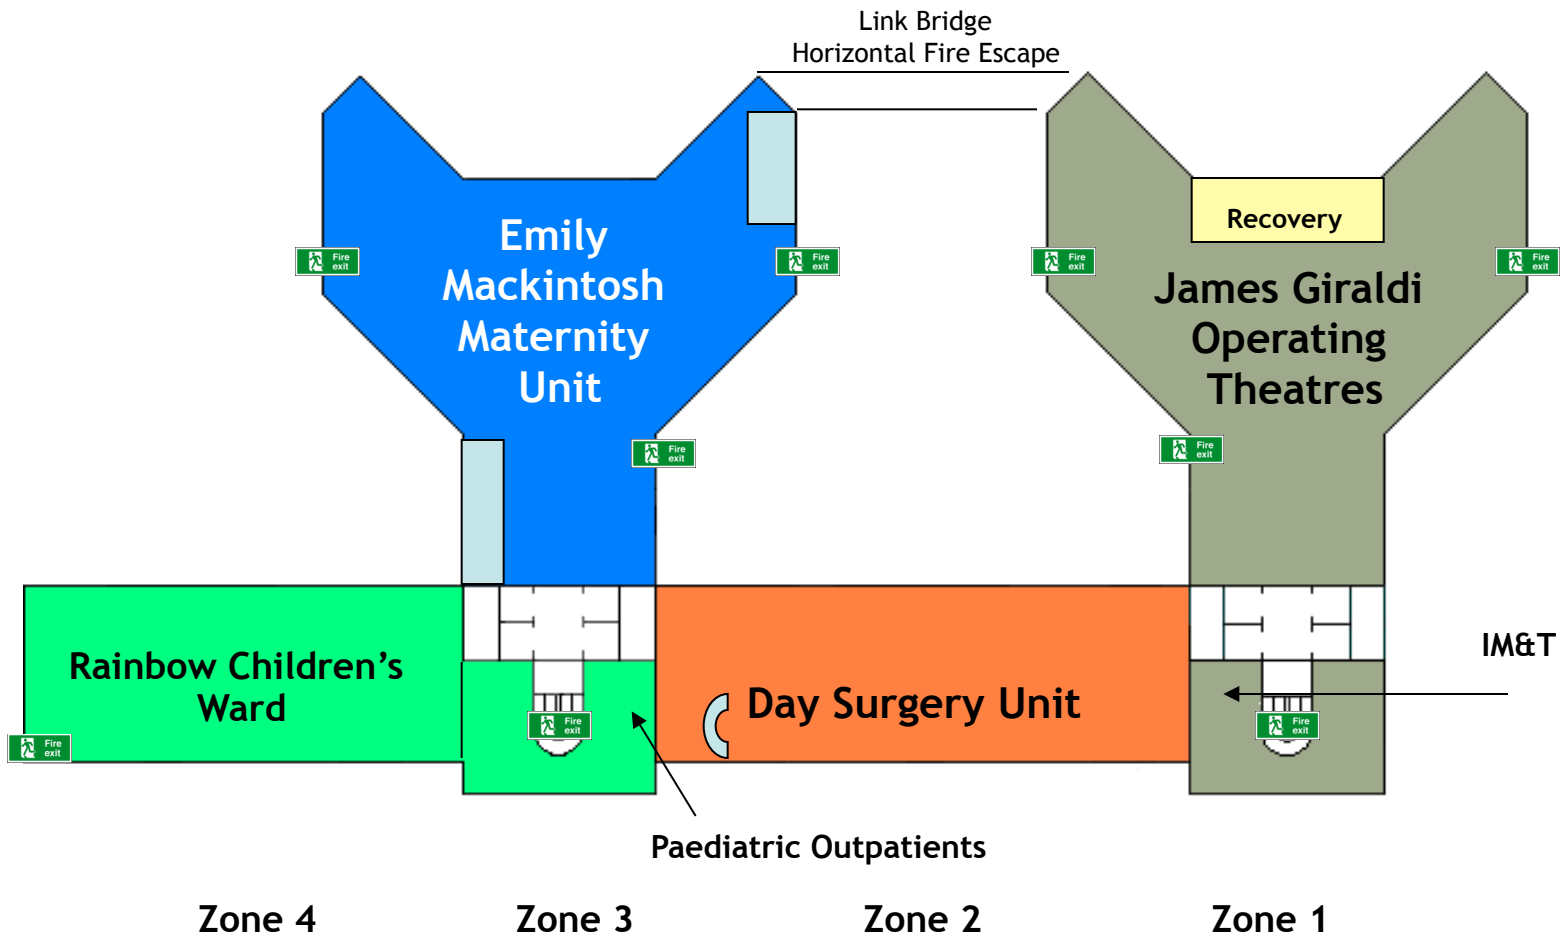 Link Bridge
Horizontal Fire Escape
Emily
Mackintosh
Maternity
Unit
Recovery
James Giraldi
Operating
Theatres
Fire
exit
Fire
exit
Fire
exit
Fire
exit
Fire
exit
Fire
exit
Rainbow Children’s
Ward
Day Surgery Unit
IM&T
Fire
exit
Fire
exit
Fire
exit
Paediatric Outpatients
Zone 4
Zone 3
Zone 2
Zone 1